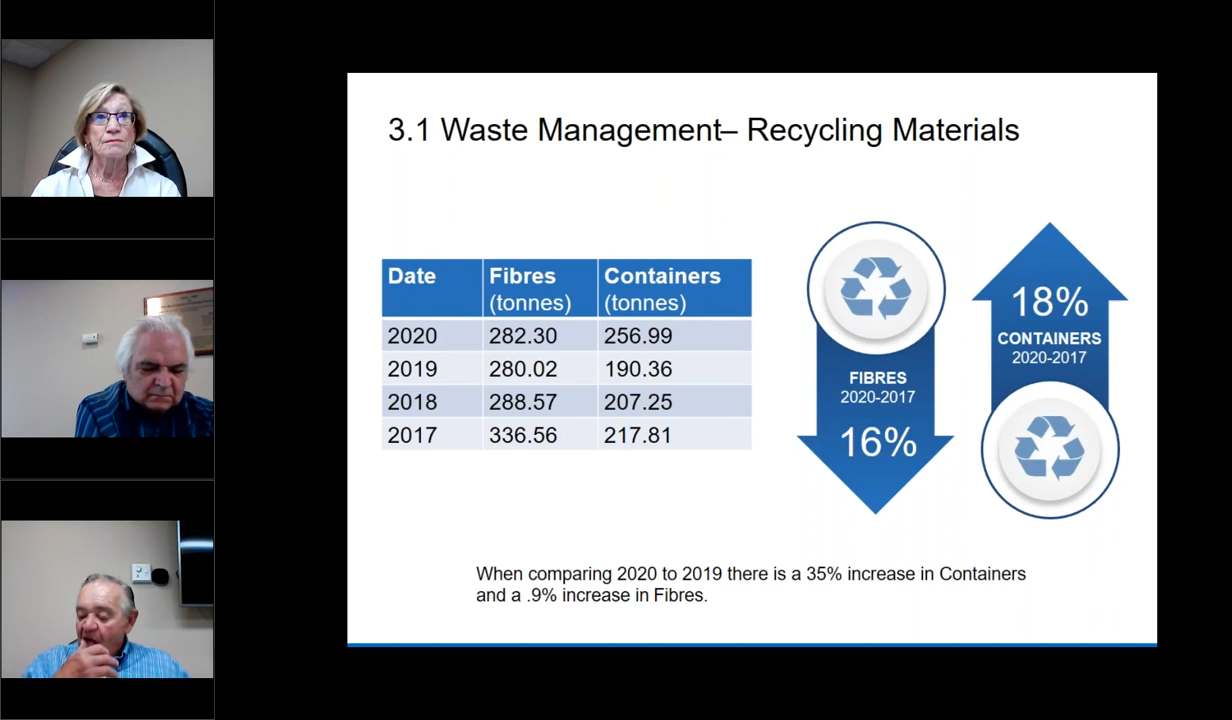 3.1 Waste Management– Recycling Materials
Date Fibres Containers
(tonnes) (tonnes)
2020 282.30 256.99
2019 280.02 190.36
2018 288.57 207.25
2017 336.56 217.81
FIBRES
2020-2017
16%
18%
CONTAINERS
2020-2017
When comparing 2020 to 2019 there is a 35% increase in Containers
and a .9% increase in Fibres.